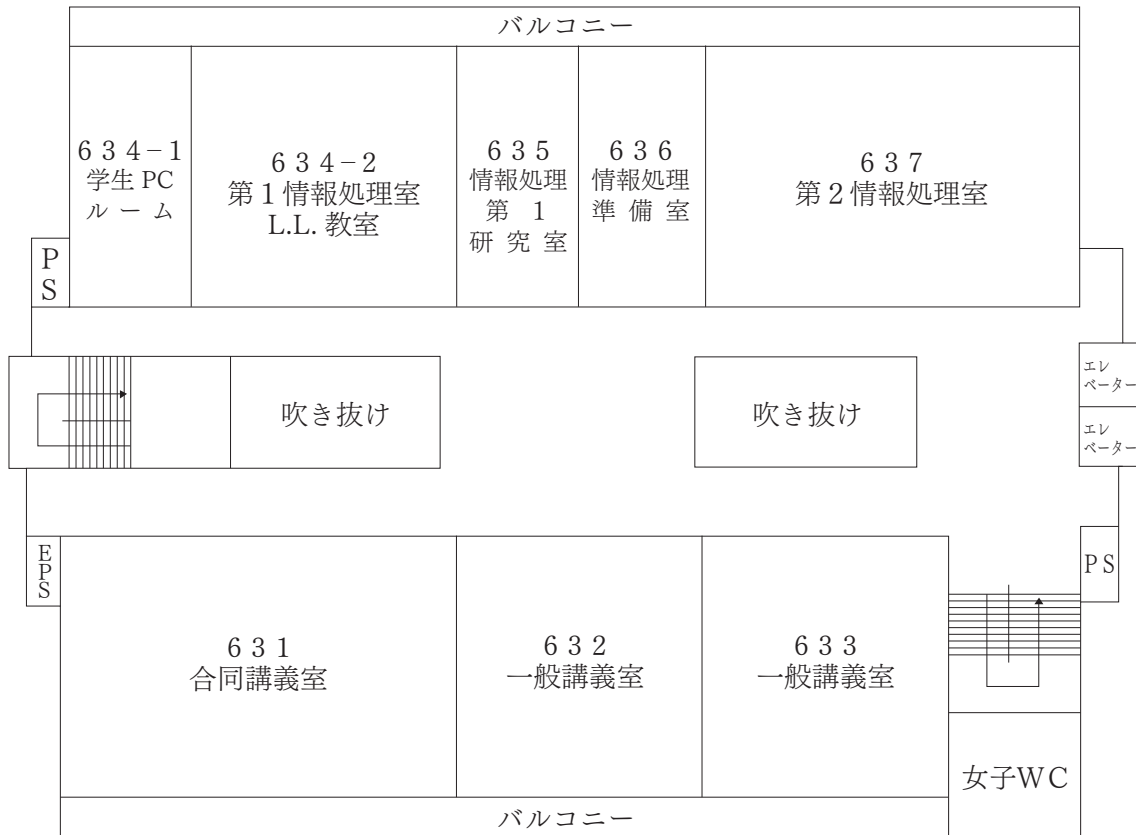 バルコニー
634-1
学生 PC
ルーム
634-2
第1情報処理室
L.L. 教室
635
情報処理
第1
研究室
636
情報処理
準備室
637
第2情報処理室
PS
吹き抜け
吹き抜け
エレ
ベーター
エレ
ベーター
EPS
631
合同講義室
632
一般講義室
633
一般講義室
PS
女子WC
バルコニー